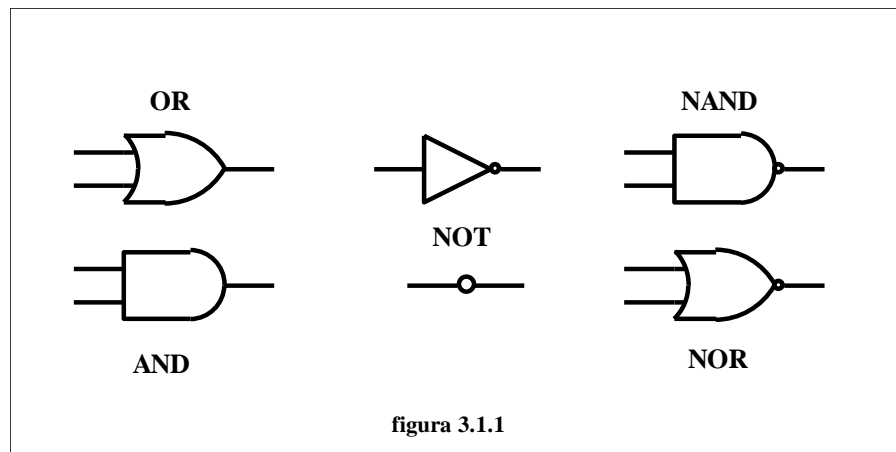 OR
NAND
NOT
AND
NOR
figura 3.1.1